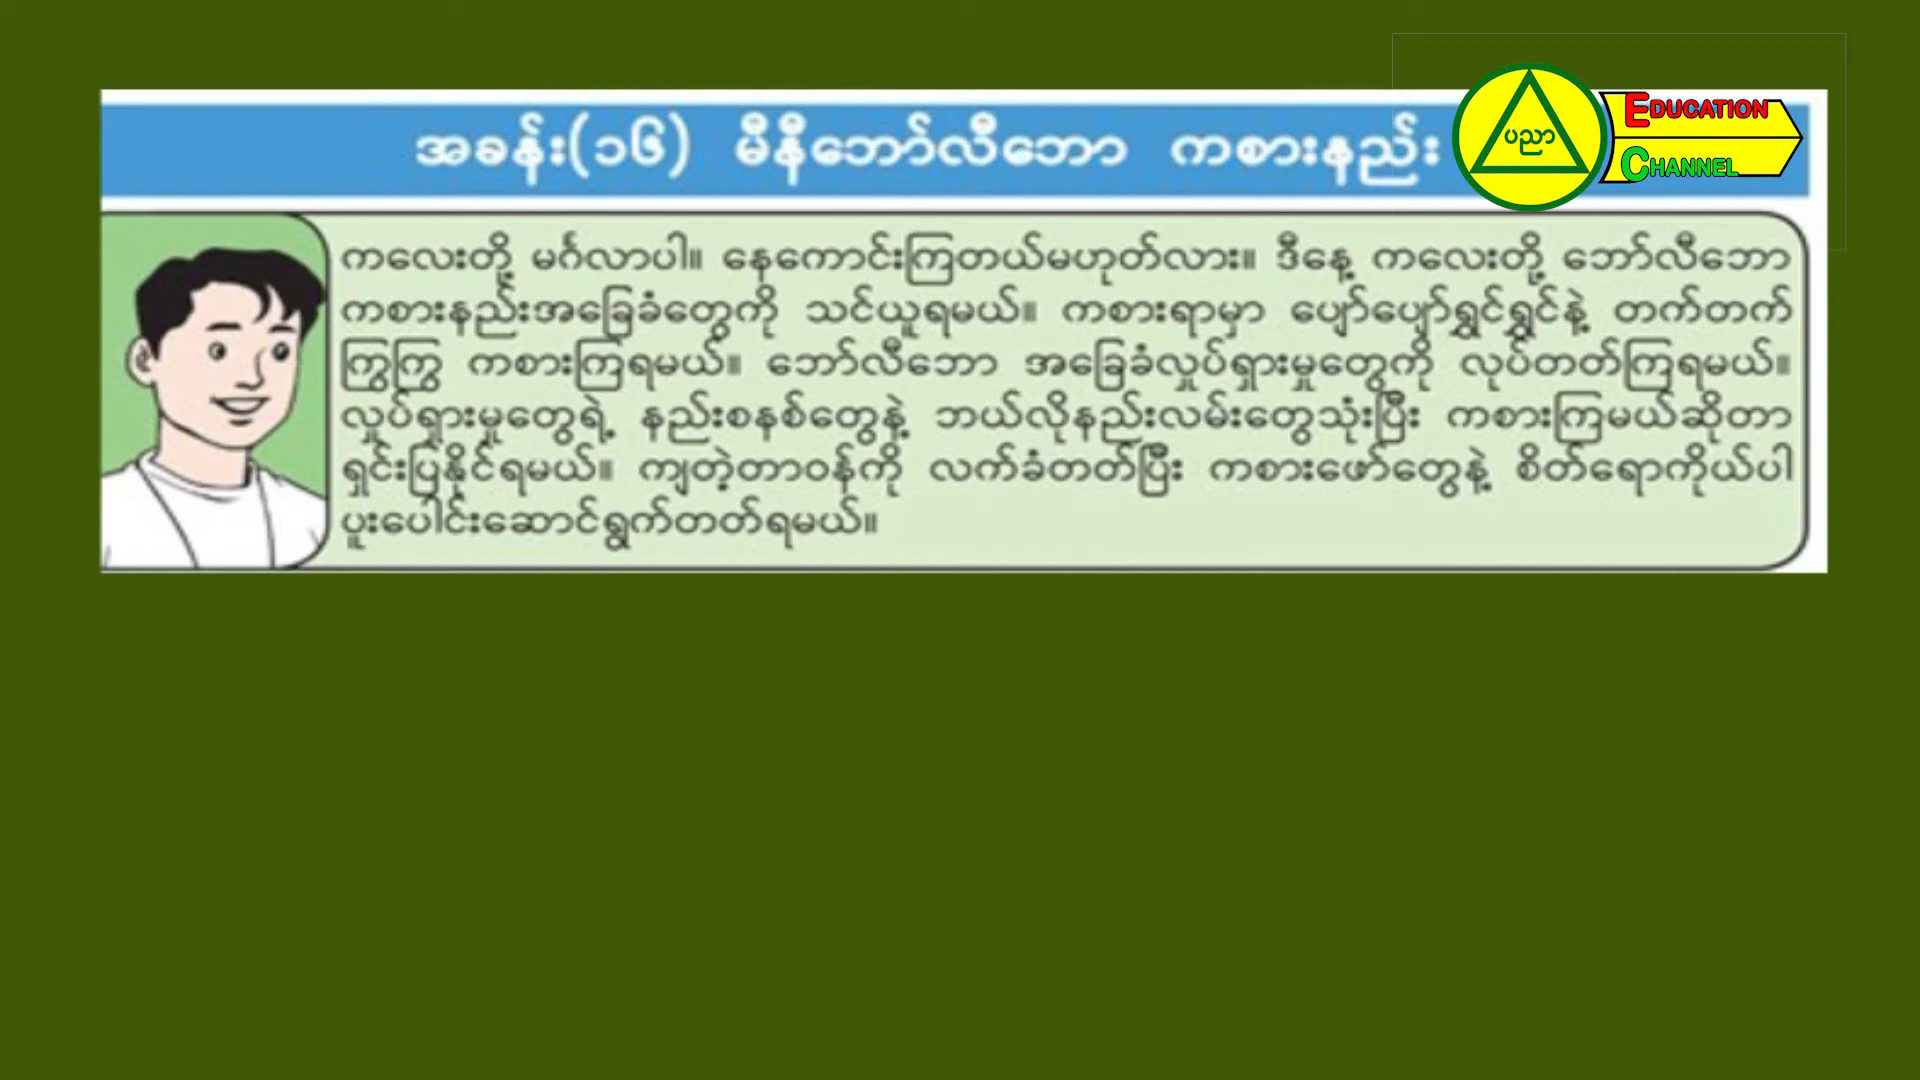 အခန်း(၁၆) မီနီဘော်လီဘော ကစားနည်း
ပညာ
EDUCATION
CHANNEL
ကလေးတို့ မင်္ဂလာပါ။ နေကောင်းကြတယ်မဟုတ်လား။ ဒီနေ့ ကလေးတို့ ဘော်လီဘော
ကစားနည်းအခြေခံတွေကို သင်ယူရမယ်။ ကစားရာမှာ ပျော်ပျော်ရွှင်ရွှင်နဲ့ တက်တက်
ကြွကြွ ကစားကြရမယ်။ ဘော်လီဘော အခြေခံလှုပ်ရှားမှုတွေကို လုပ်တတ်ကြရမယ်။
လှုပ်ရှားမှုတွေရဲ့ နည်းစနစ်တွေနဲ့ ဘယ်လိုနည်းလမ်းတွေသုံးပြီး ကစားကြမယ်ဆိုတာ
ရှင်းပြနိုင်ရမယ်။ ကျတဲ့တာဝန်ကို လက်ခံတတ်ပြီး ကစားဖော်တွေနဲ့ စိတ်ရောကိုယ်ပါ
ပူးပေါင်းဆောင်ရွက်တတ်ရမယ်။